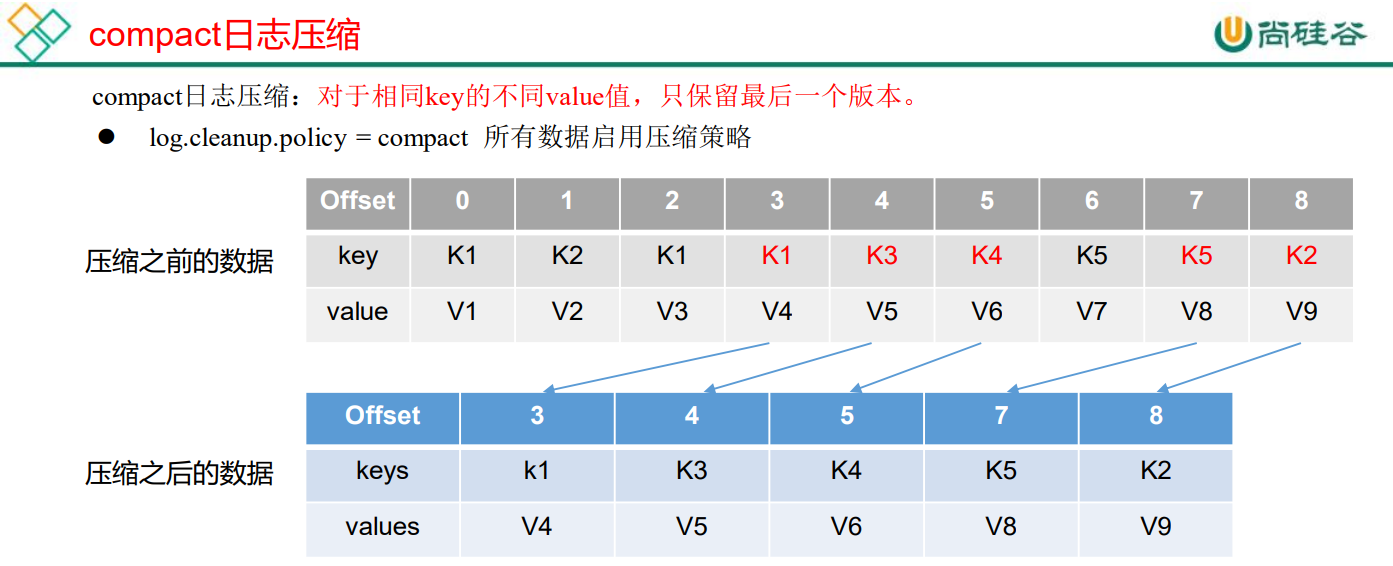 compact日志压缩
尚硅谷
compact日志压缩：对于相同key的不同value值，只保留最后一个版本。
● log.cleanup.policy = compact 所有数据启用压缩策略
Offset 0 1 2 3 4 5 6 7 8
压缩之前的数据 key K1 K2 K1 K1 K3 K4 K5 K5 K2
value V1 V2 V3 V4 V5 V6 V7 V8 V9
Offset 3 4 5 7 8
压缩之后的数据 keys k1 K3 K4 K5 K2
values V4 V5 V6 V8 V9